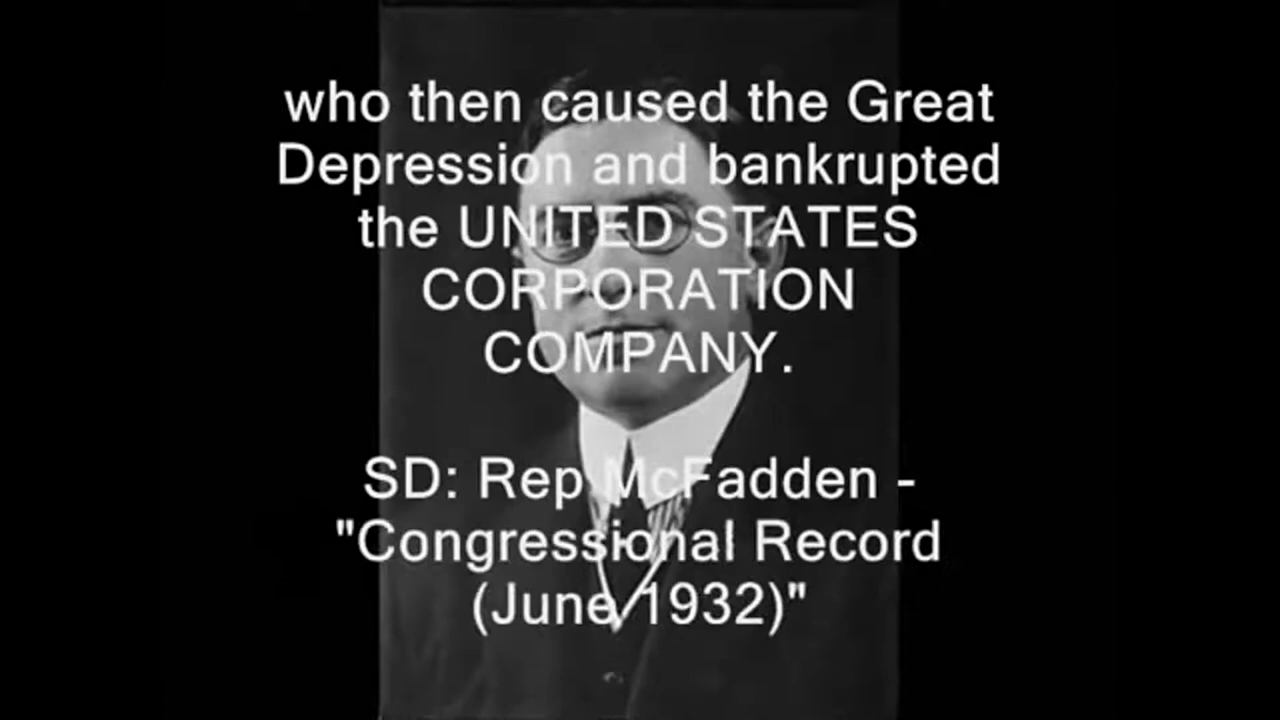 who then caused the Great
Depression and bankrupted
the UNITED STATES
CORPORATION
COMPANY.
SD: Rep McFadden -
"Congressional Record
(June 1932)"